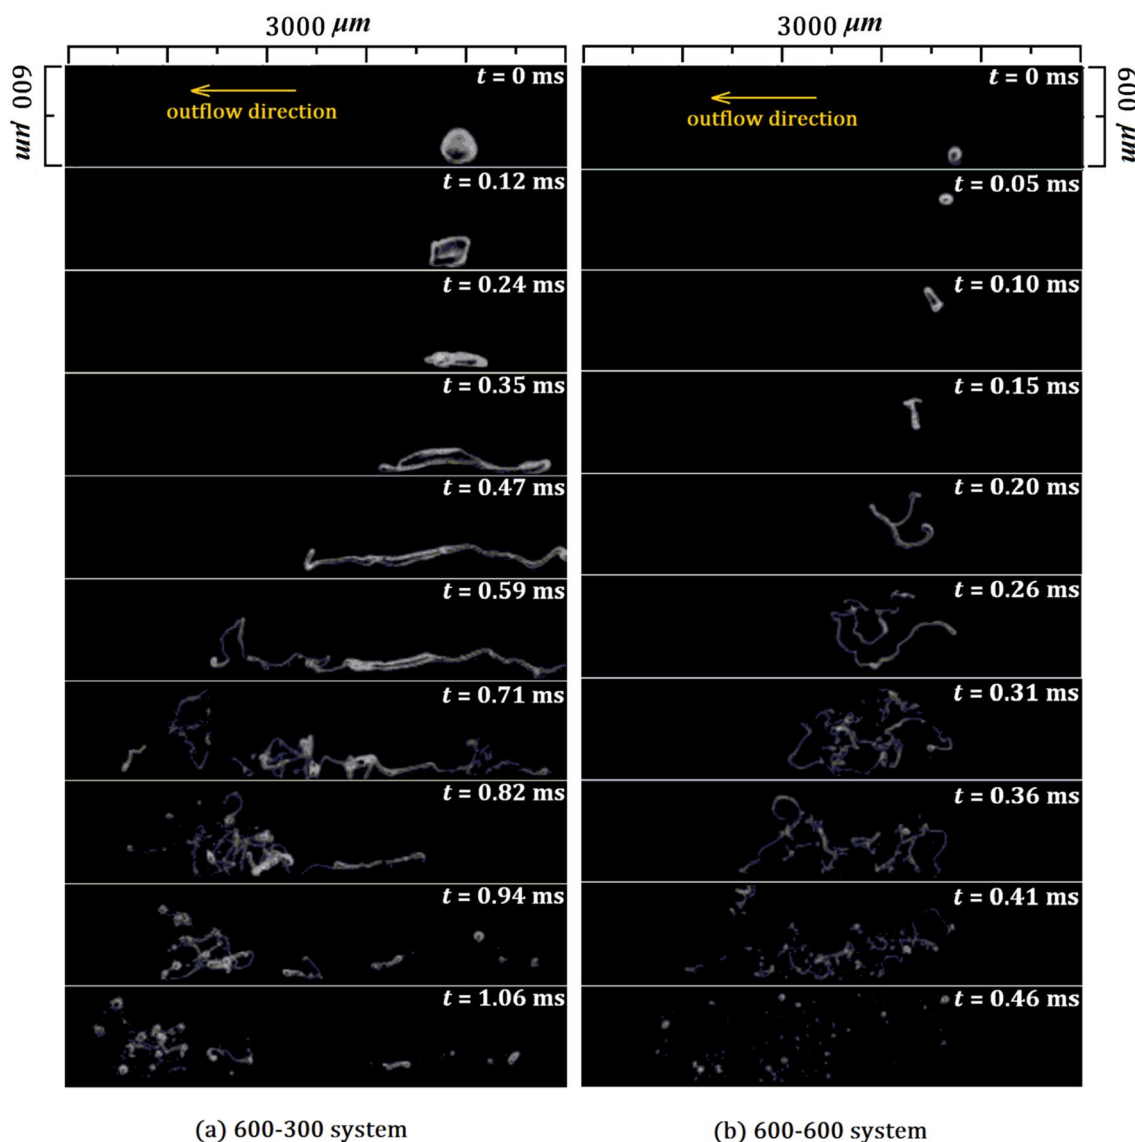 3000 μm
3000 μm
600 μm
600 μm
t = 0 ms
outflow direction
t = 0.12 ms
t = 0.24 ms
t = 0.35 ms
t = 0.47 ms
t = 0.59 ms
t = 0.71 ms
t = 0.82 ms
t = 0.94 ms
t = 1.06 ms
(a) 600-300 system
t = 0 ms
outflow direction
t = 0.05 ms
t = 0.10 ms
t = 0.15 ms
t = 0.20 ms
t = 0.26 ms
t = 0.31 ms
t = 0.36 ms
t = 0.41 ms
t = 0.46 ms
(b) 600-600 system